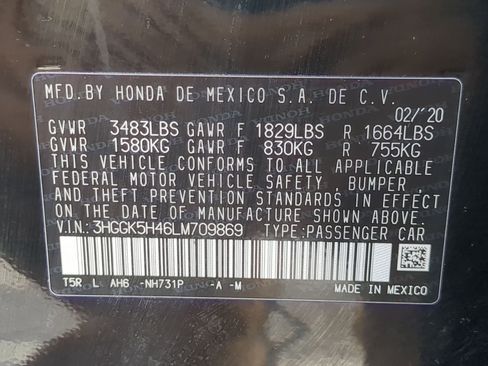 MFD. BY HONDA DE MEXICO S.A. DE C.V.
02/'20
GVWR 3483LBS GAWR F 1829LBS R 1664LBS
GVWR 1580KG GAWR F 830KG R 755KG
THIS VEHICLE CONFORMS TO ALL APPLICABLE
FEDERAL MOTOR VEHICLE SAFETY, BUMPER,
AND THEFT PREVENTION STANDARDS IN EFFECT
ON THE DATE OF MANUFACTURE SHOWN ABOVE.
V.I.N.: 3HGGK5H46LM709869 TYPE: PASSENGER CAR
T5R L AH6 -NH731P -A -M
MADE IN MEXICO